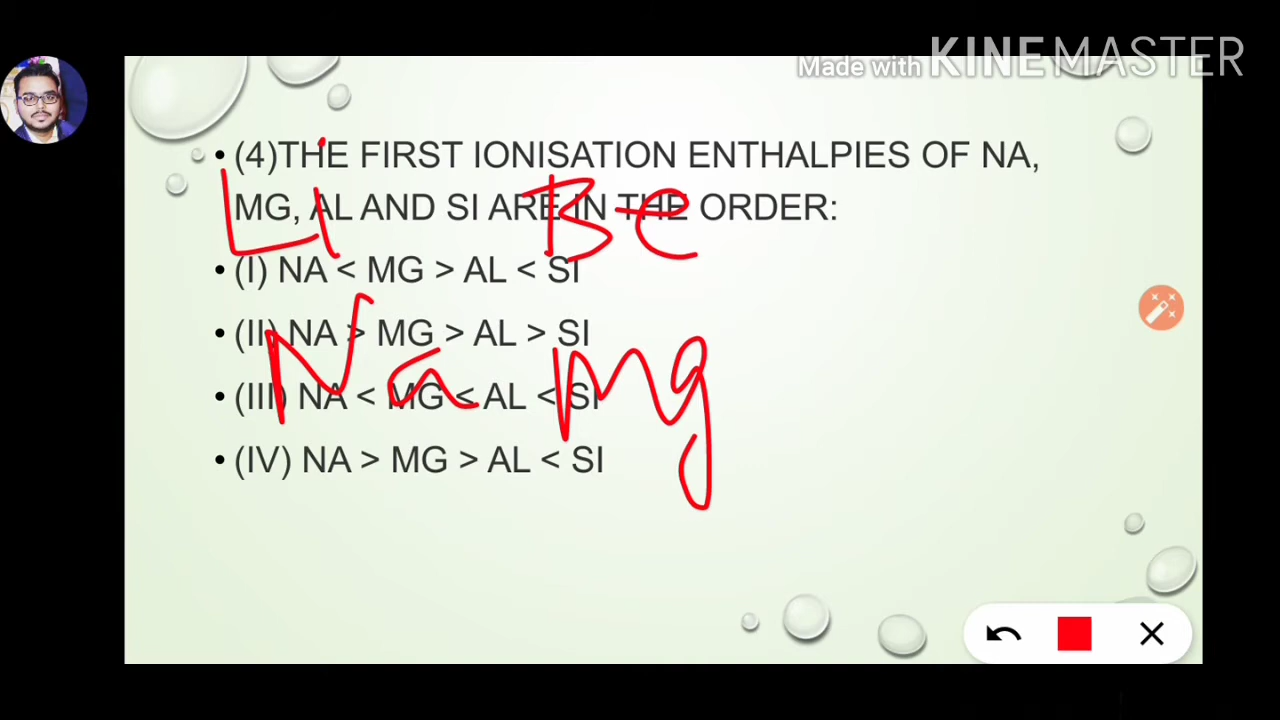 Made with KINEMASTER
• (4)THE FIRST IONISATION ENTHALPIES OF NA,
MG, AL AND SI ARE IN THE ORDER:
Li Be
• (I) NA < MG > AL < SI
• (II) NA > MG > AL > SI
Na Mg
• (III) NA < MG < AL < SI
• (IV) NA > MG > AL < SI